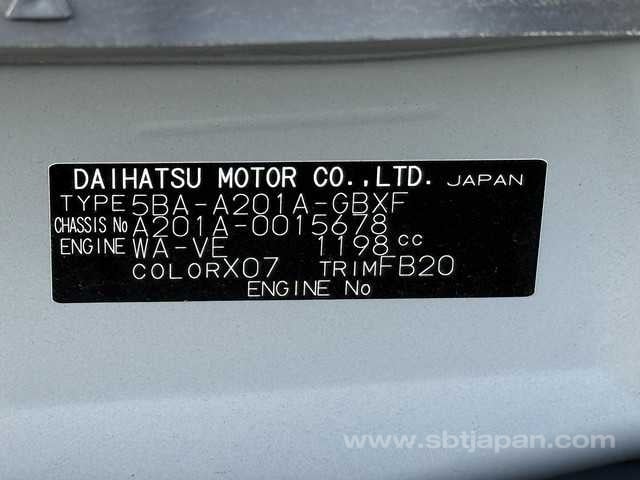 DAIHATSU MOTOR CO.,LTD. JAPAN
TYPE 5BA-A201A-GBXF
CHASSIS No A201A-0015678
ENGINE WA-VE 1198 cc
COLOR X07 TRIM FB20
ENGINE No
www.sbtjapan.com